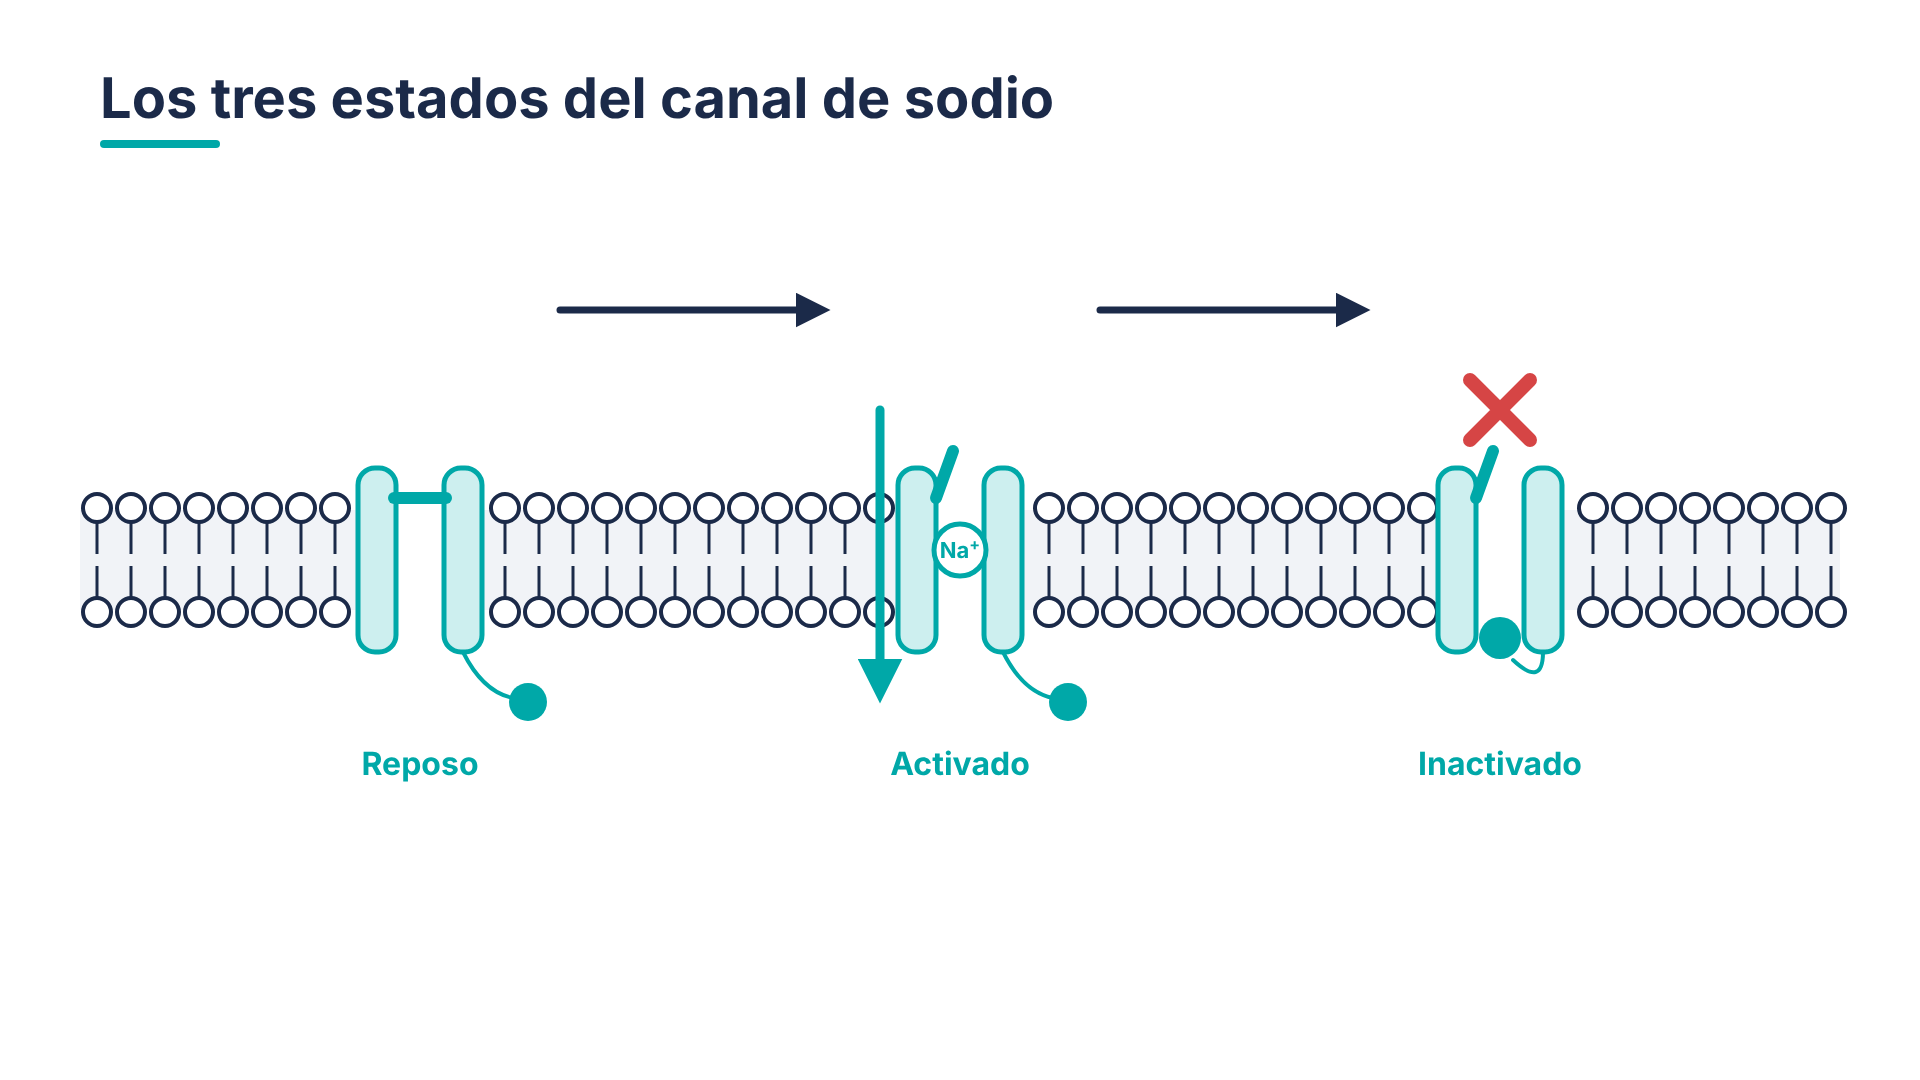 Los tres estados del canal de sodio
Na⁺
Reposo
Activado
Inactivado